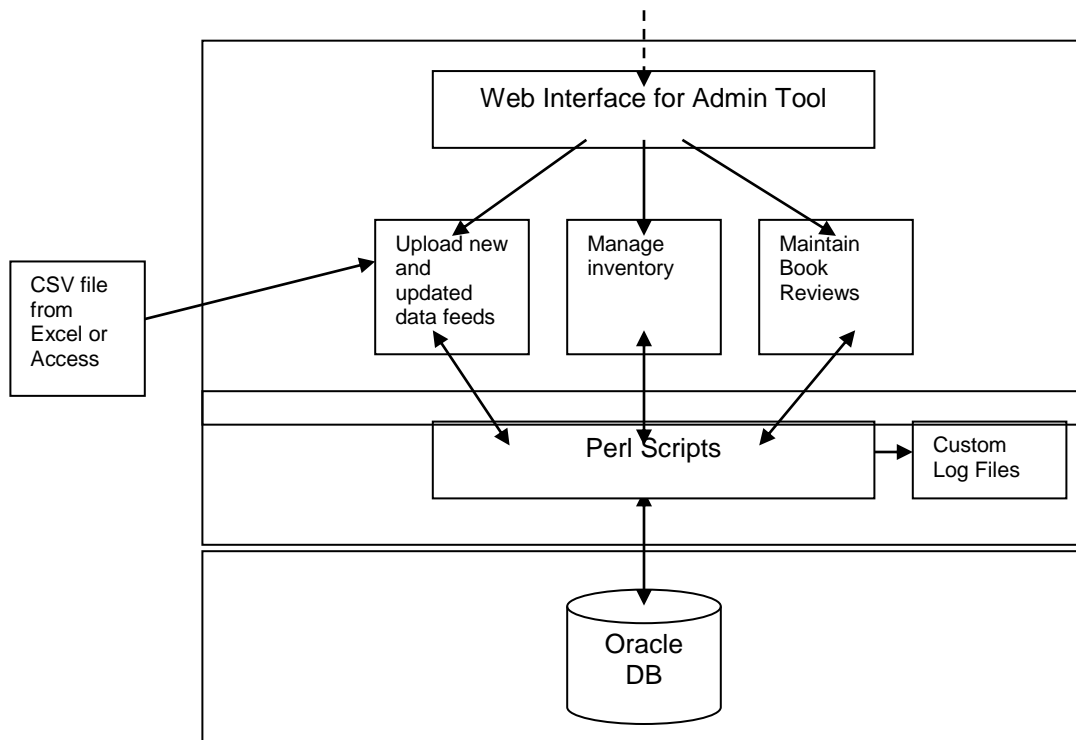 Web Interface for Admin Tool
Upload new
and
updated
data feeds
Manage
inventory
Maintain
Book
Reviews
CSV file
from
Excel or
Access
Perl Scripts
Custom
Log Files
Oracle
DB